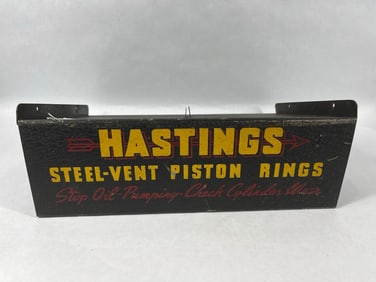 HASTINGS
STEEL-VENT PISTON RINGS
Stop Oil-Pumping-Check Cylinder Wear